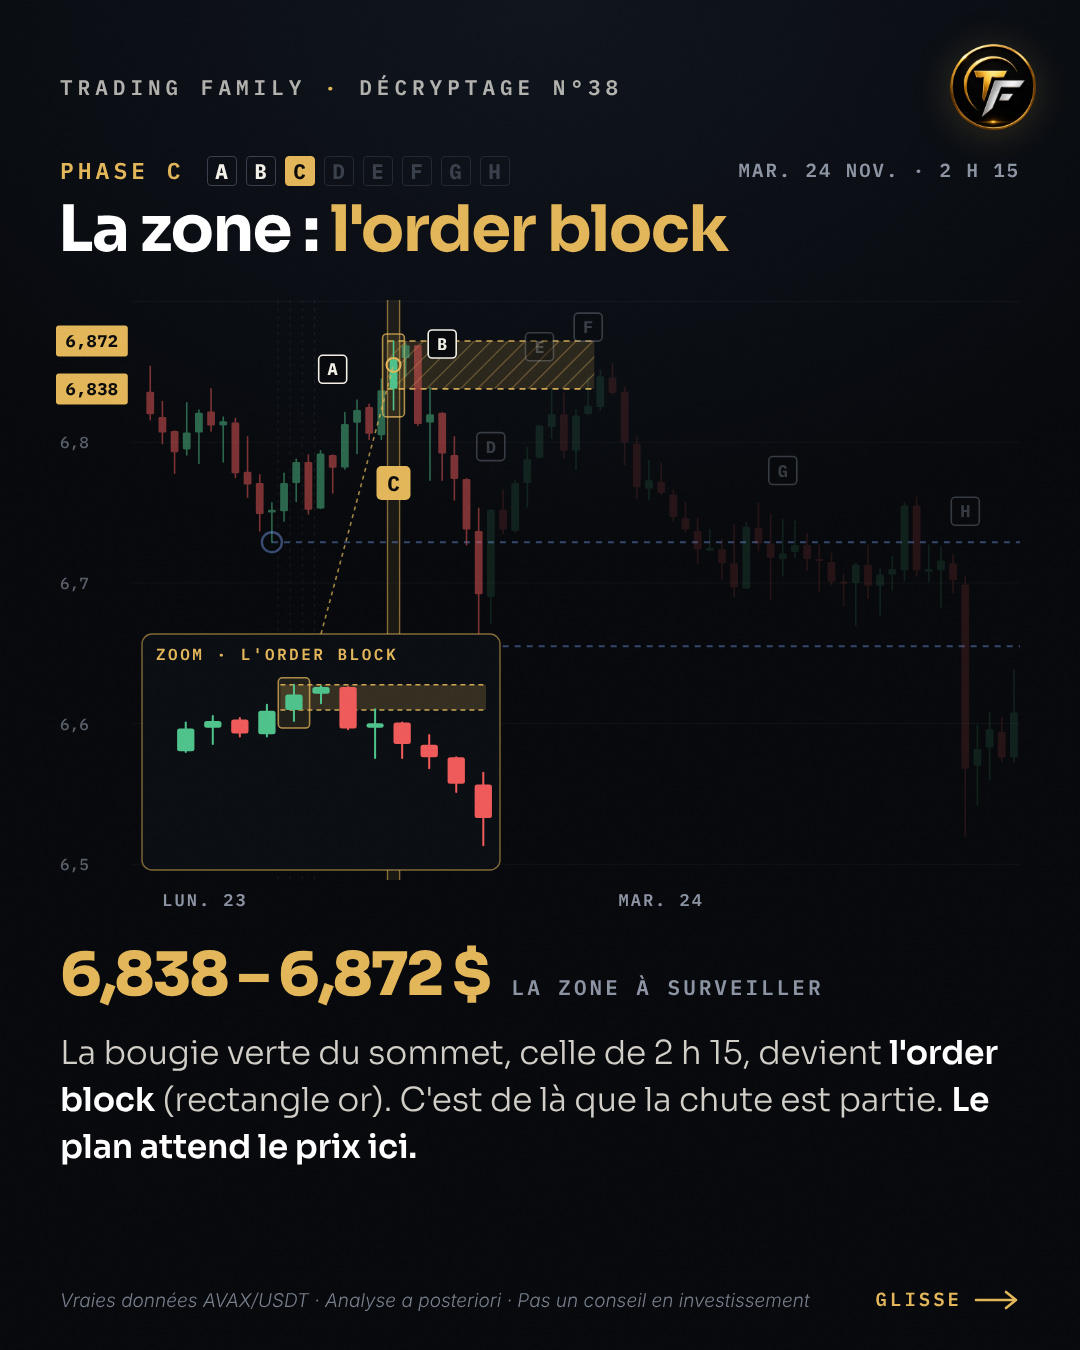 TRADING FAMILY · DÉCRYPTAGE N°38
TF
PHASE C A B C D E F G H
MAR. 24 NOV. · 2 H 15
La zone : l'order block
6,872
6,838
6,8
6,7
6,6
6,5
A
B
C
D
E
F
G
H
ZOOM · L'ORDER BLOCK
LUN. 23
MAR. 24
6,838 – 6,872 $ LA ZONE À SURVEILLER
La bougie verte du sommet, celle de 2 h 15, devient l'order
block (rectangle or). C'est de là que la chute est partie. Le
plan attend le prix ici.
Vraies données AVAX/USDT · Analyse a posteriori · Pas un conseil en investissement
GLISSE →